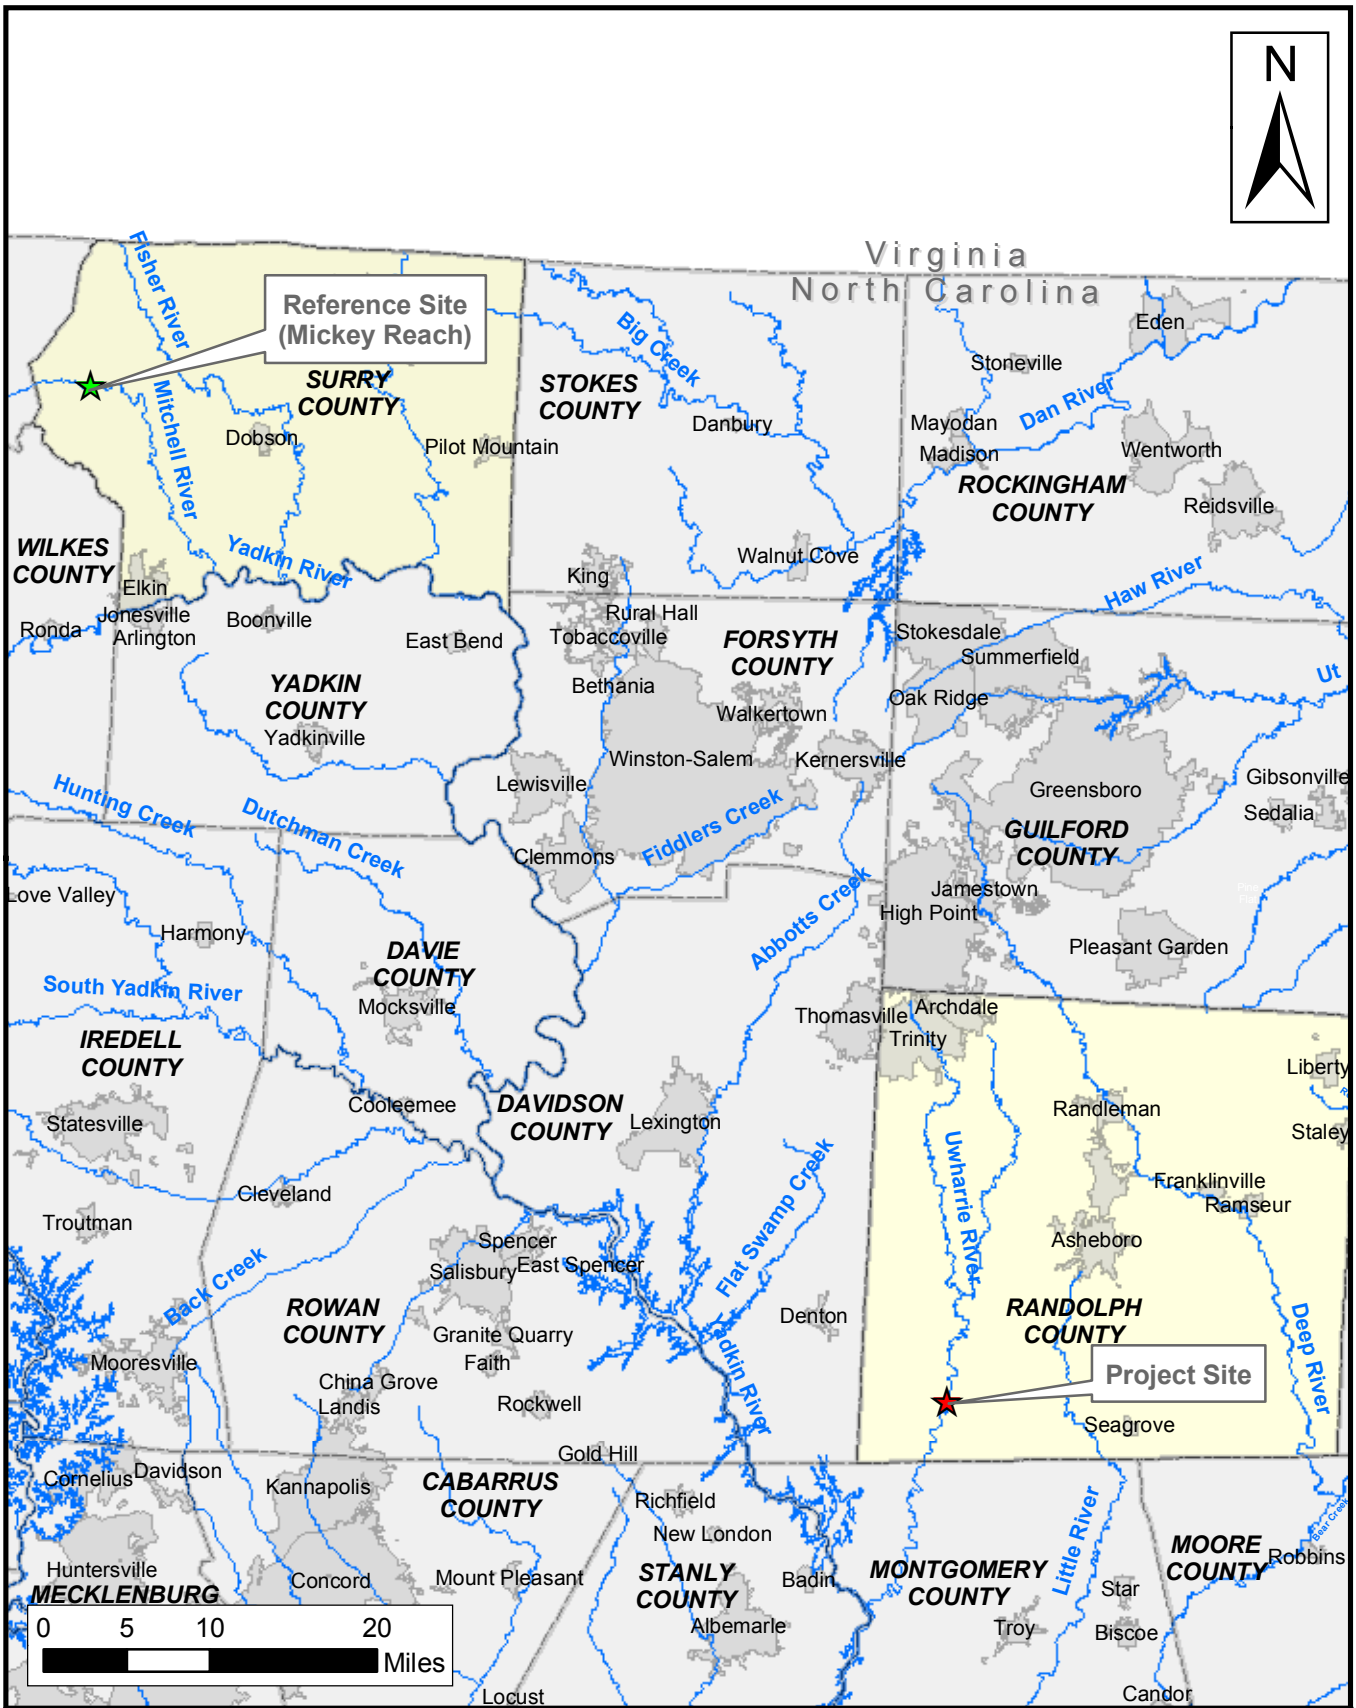 N
Virginia
North Carolina
Fisher River
Reference Site
(Mickey Reach)
SURRY
COUNTY
Mitchell River
Dobson
Pilot Mountain
Big Creek
STOKES
COUNTY
Danbury
Eden
Stoneville
Dan River
Mayodan
Madison
Wentworth
ROCKINGHAM
COUNTY
Reidsville
WILKES
COUNTY
Yadkin River
Elkin
Jonesville
Arlington
Ronda
Boonville
East Bend
King
Walnut Cove
Rural Hall
Tobaccoville
FORSYTH
COUNTY
Haw River
Stokesdale
Summerfield
Bethania
YADKIN
COUNTY
Yadkinville
Walkertown
Oak Ridge
Ut
Winston-Salem
Kernersville
Lewisville
Greensboro
Gibsonville
Sedalia
Hunting Creek
Dutchman Creek
Fiddlers Creek
GUILFORD
COUNTY
Clemmons
Love Valley
Abbotts Creek
Jamestown
High Point
Harmony
DAVIE
COUNTY
Mocksville
Pleasant Garden
South Yadkin River
IREDELL
COUNTY
Thomasville
Archdale
Trinity
Liberty
Statesville
Cooleemee
DAVIDSON
COUNTY
Lexington
Randleman
Staley
Uwharrie River
Flat Swamp Creek
Cleveland
Franklinville
Ramseur
Troutman
Spencer
East Spencer
Salisbury
Asheboro
Back Creek
ROWAN
COUNTY
Granite Quarry
Faith
Denton
RANDOLPH
COUNTY
Deep River
Mooresville
China Grove
Landis
Rockwell
Yadkin River
Project Site
Seagrove
Gold Hill
Cornelius
Davidson
Kannapolis
CABARRUS
COUNTY
Richfield
New London
Little River
Bear Creek
MOORE
COUNTY
Robbins
Huntersville
MECKLENBURG
Concord
Mount Pleasant
STANLY
COUNTY
Badin
MONTGOMERY
COUNTY
Star
Albemarle
Troy
Biscoe
0 5 10 20
Miles
Locust
Candor